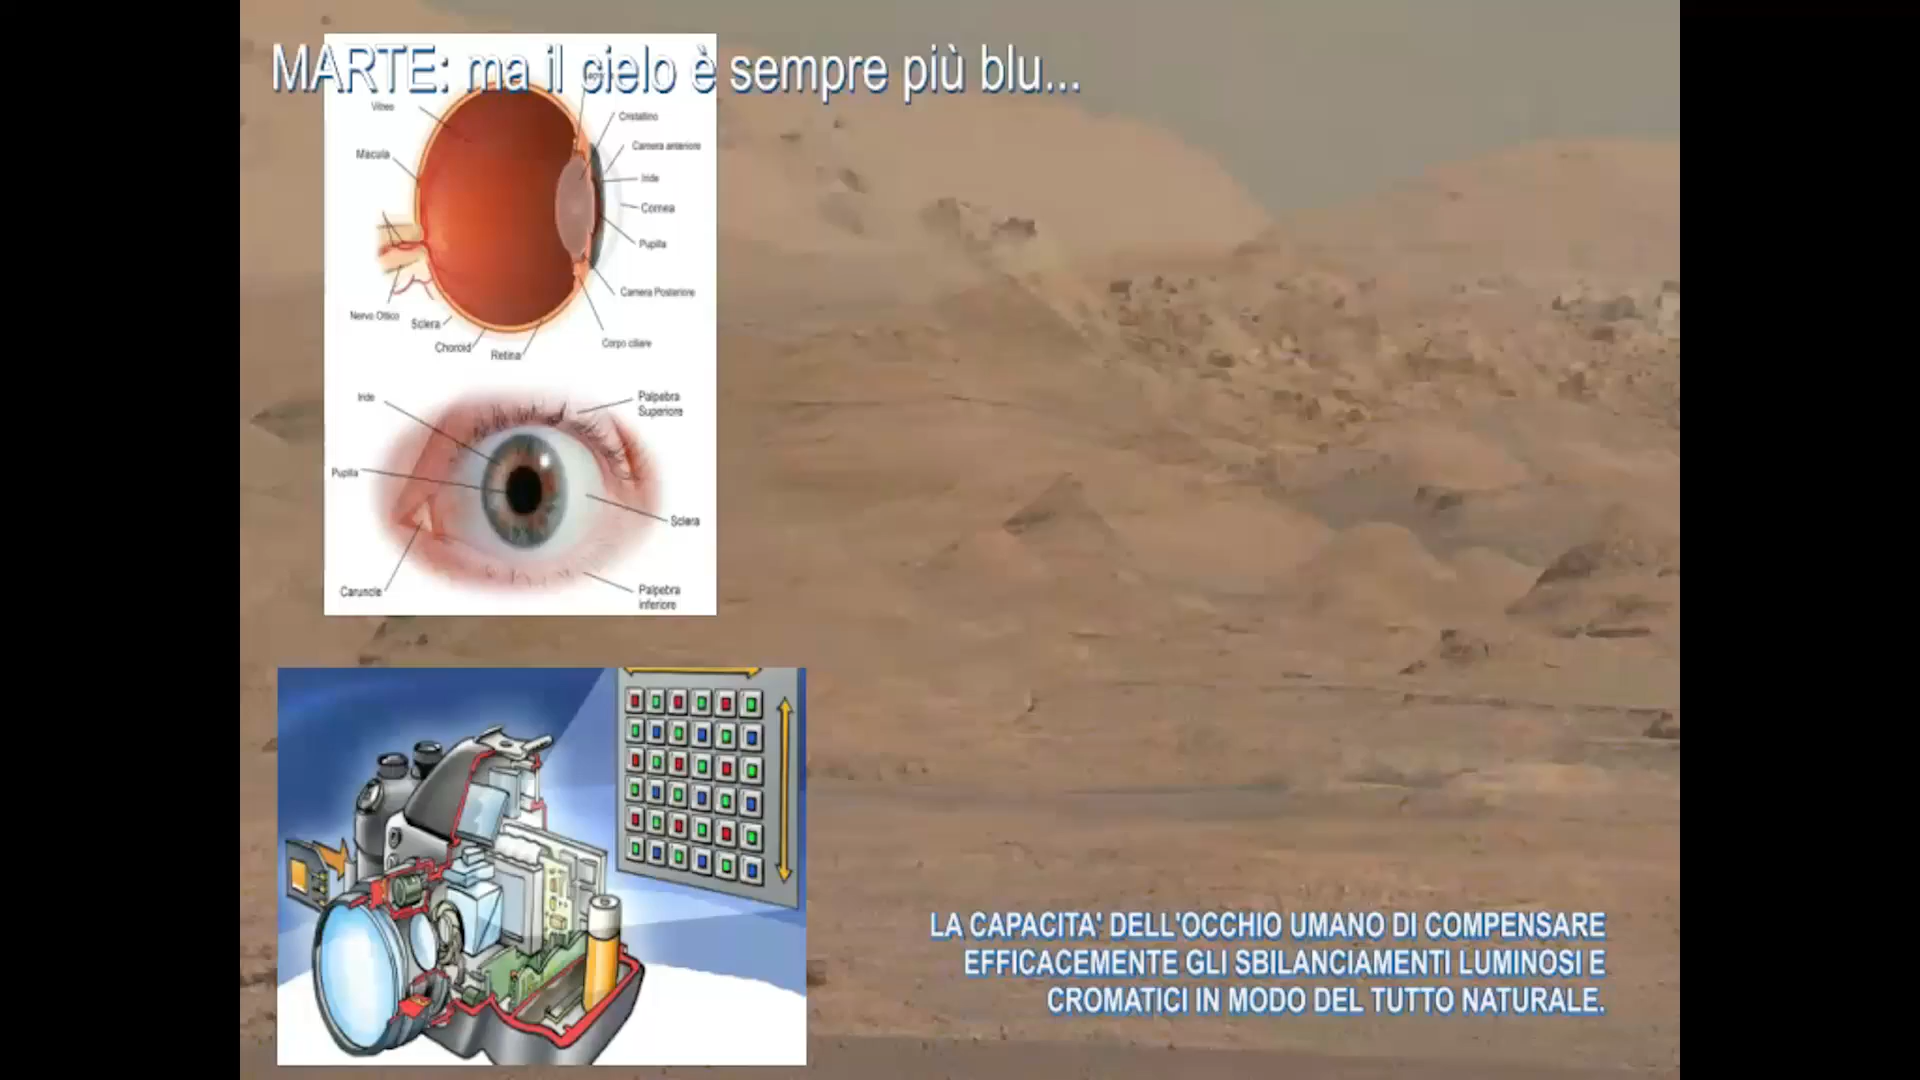 MARTE: ma il cielo è sempre più blu...
Vitreo
Cristallino
Camera anteriore
Macula
Iride
Cornea
Pupilla
Camera Posteriore
Nervo Ottico
Sclera
Corpo ciliare
Choroid
Retina
Iride
Palpebra
Superiore
Pupilla
Sclera
Caruncle
Palpebra
inferiore
LA CAPACITA' DELL'OCCHIO UMANO DI COMPENSARE
EFFICACEMENTE GLI SBILANCIAMENTI LUMINOSI E
CROMATICI IN MODO DEL TUTTO NATURALE.